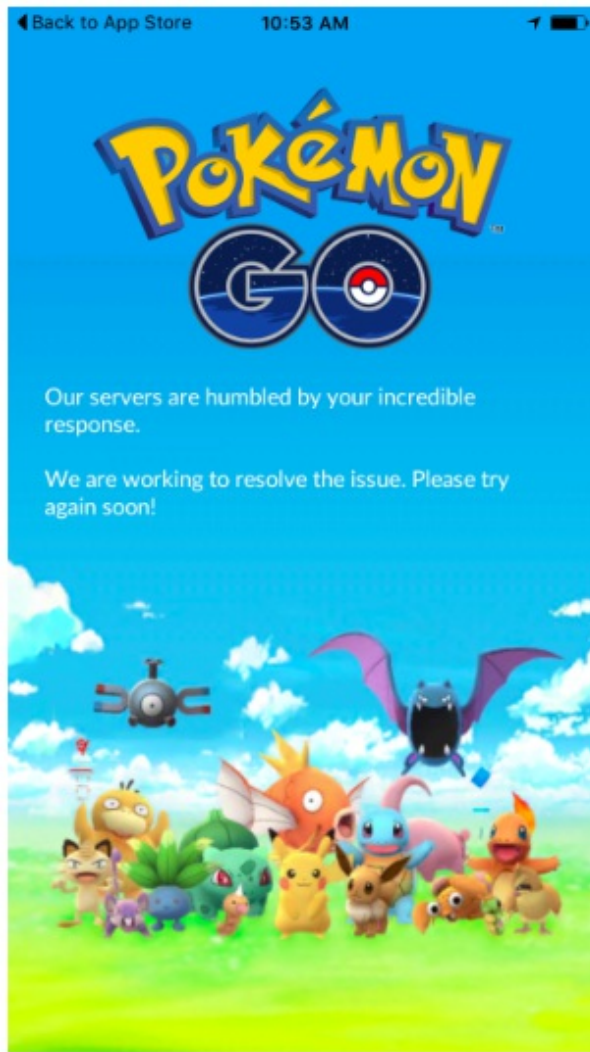 Back to App Store 10:53 AM
POKéMON
TM
GO
Our servers are humbled by your incredible
response.
We are working to resolve the issue. Please try
again soon!